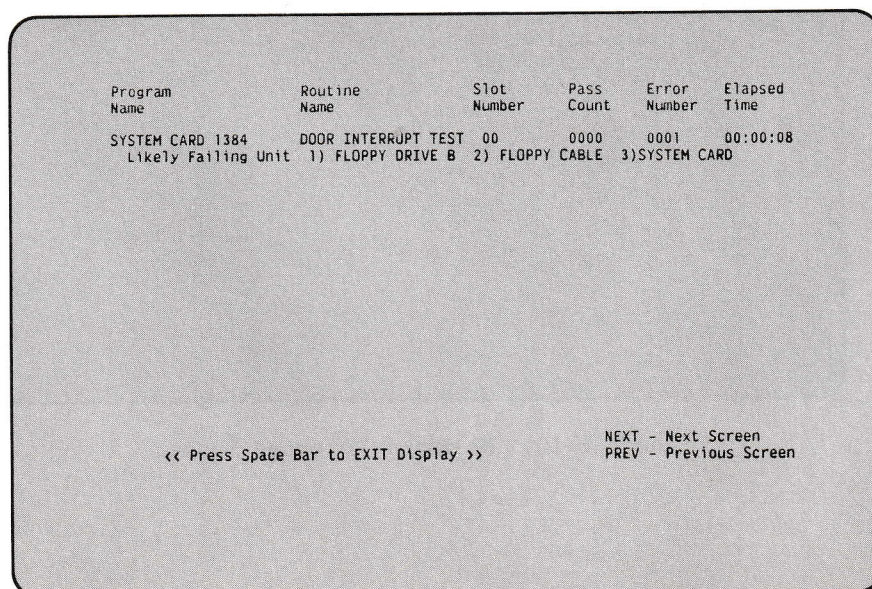 Program Routine Slot Pass Error Elapsed
Name Name Number Count Number Time
SYSTEM CARD 1384 DOOR INTERRUPT TEST 00 0000 0001 00:00:08
Likely Failing Unit 1) FLOPPY DRIVE B 2) FLOPPY CABLE 3)SYSTEM CARD
NEXT - Next Screen
<< Press Space Bar to EXIT Display >> PREV - Previous Screen